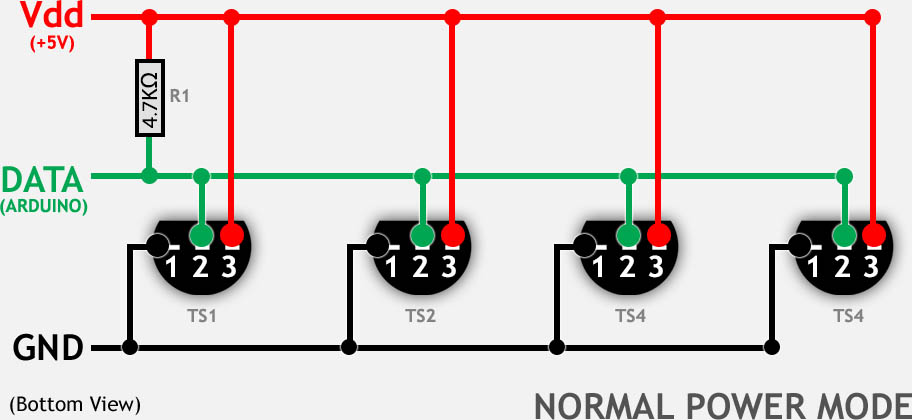 Vdd
(+5V)
4.7KΩ
R1
DATA
(ARDUINO)
1 2 3
1 2 3
1 2 3
1 2 3
TS1
TS2
TS4
TS4
GND
(Bottom View)
NORMAL POWER MODE